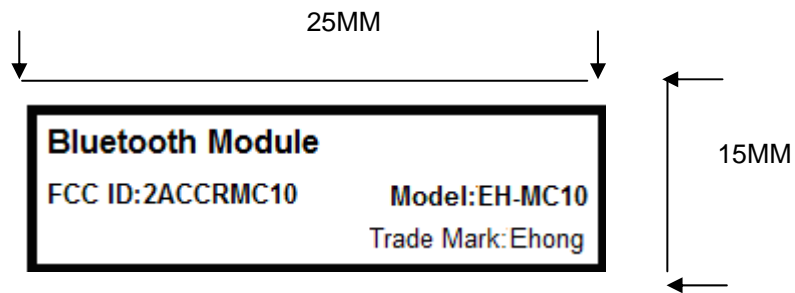 25MM
Bluetooth Module
15MM
FCC ID:2ACCRMC10 Model:EH-MC10
Trade Mark:Ehong